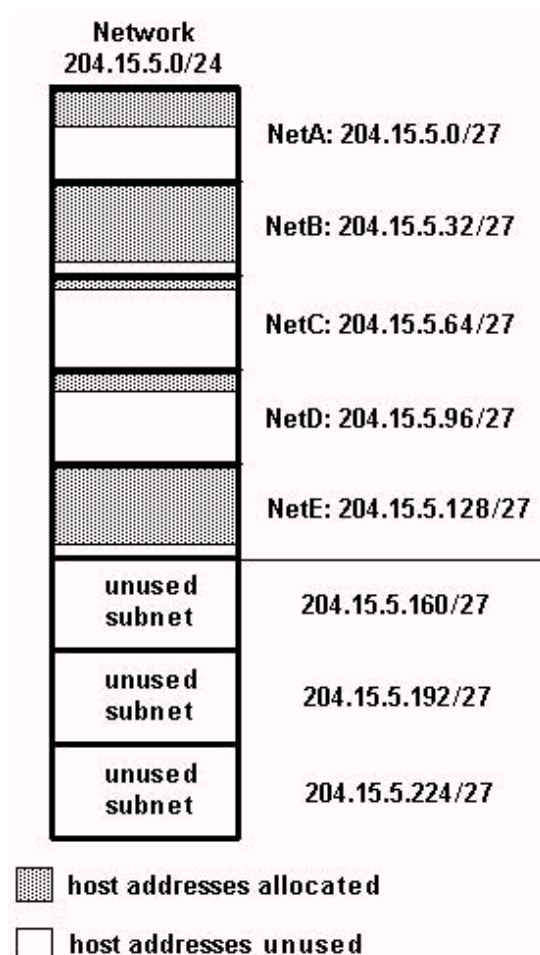 Network
204.15.5.0/24
NetA: 204.15.5.0/27
NetB: 204.15.5.32/27
NetC: 204.15.5.64/27
NetD: 204.15.5.96/27
NetE: 204.15.5.128/27
unused
subnet
204.15.5.160/27
unused
subnet
204.15.5.192/27
unused
subnet
204.15.5.224/27
host addresses allocated
host addresses unused